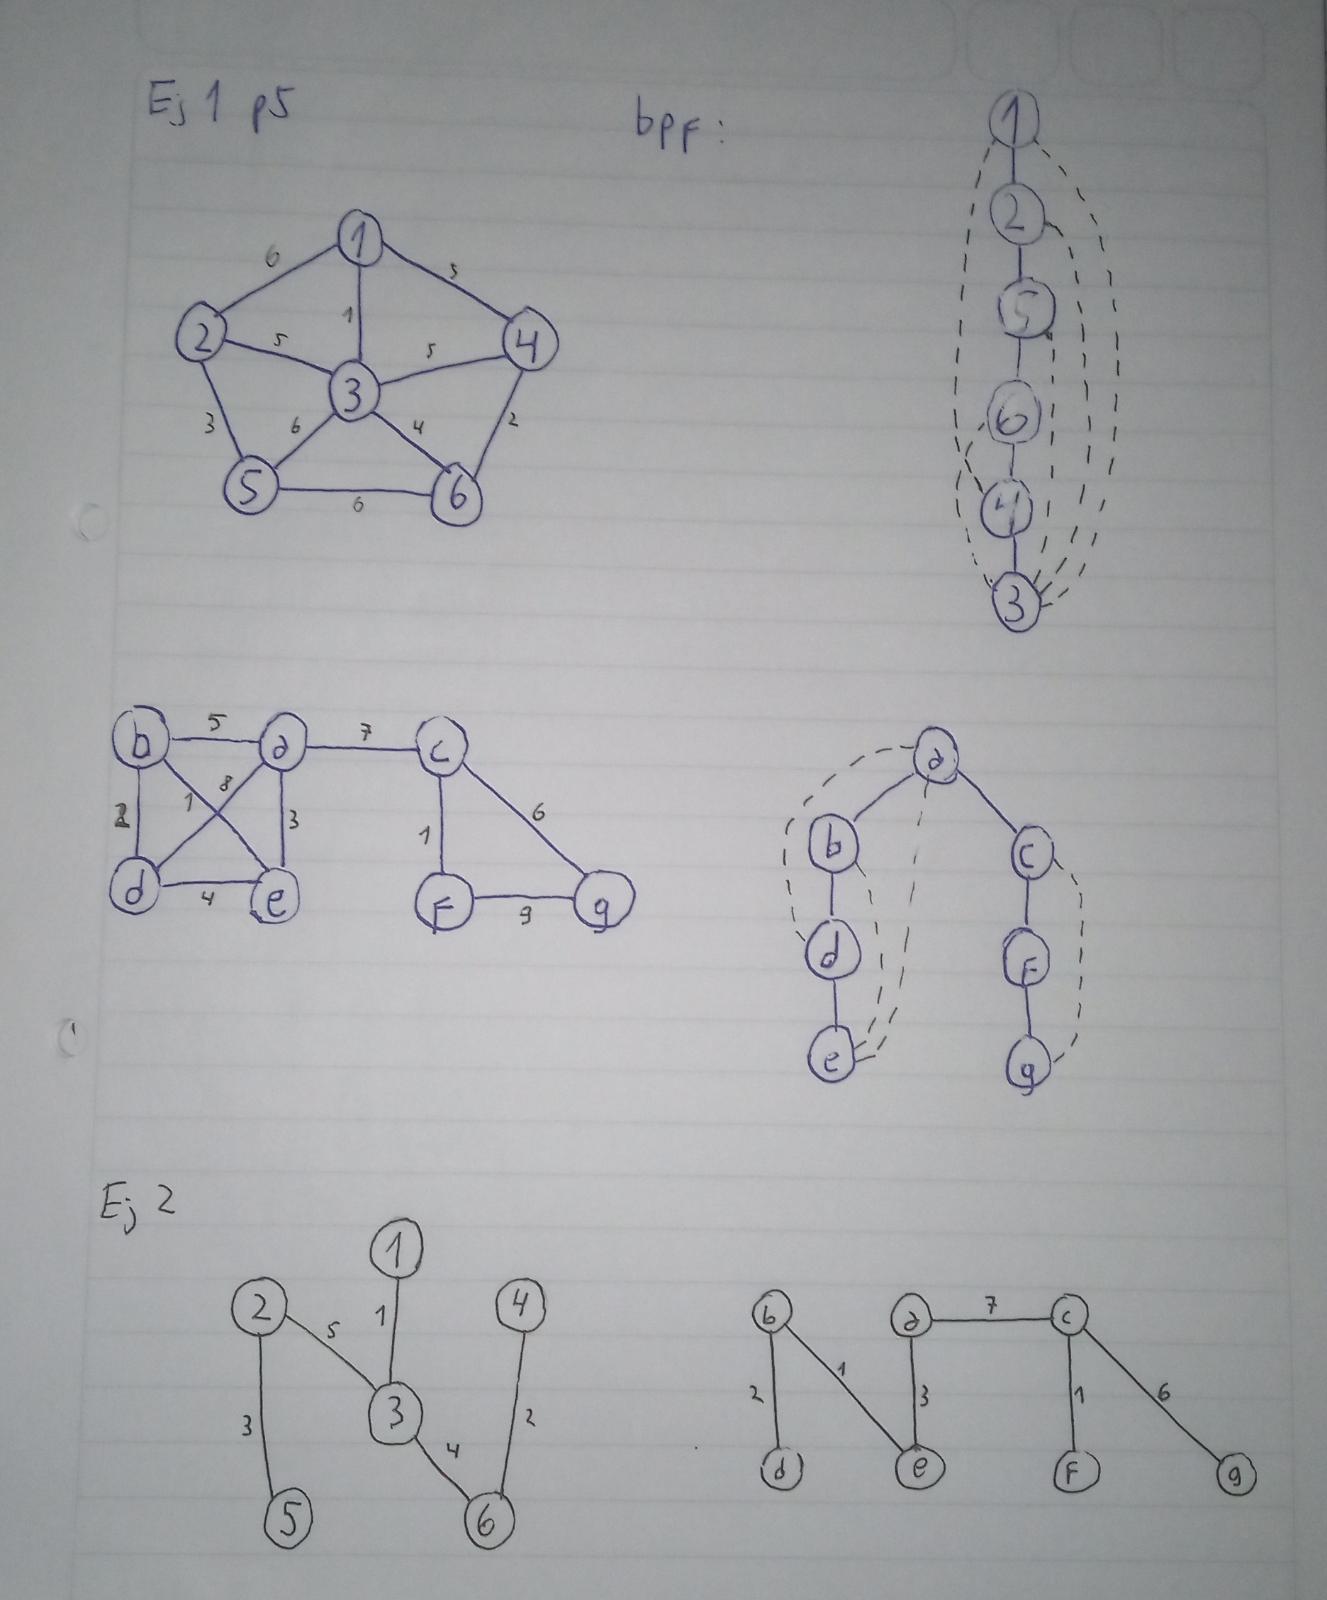 Ej 1 p5
bpf:
1
2
5
6
4
3
6 1 5
2 5 1 5 4
3 3 6 4 2
5 6 6
b 5 a 7 c
2 1 8 3 1 6
d 4 e F 9 g
a
b c
d F
e g
Ej 2
1
2 5 1 4
3 3 4 2
5 6
b a 7 c
2 1 3 1 6
d e F g